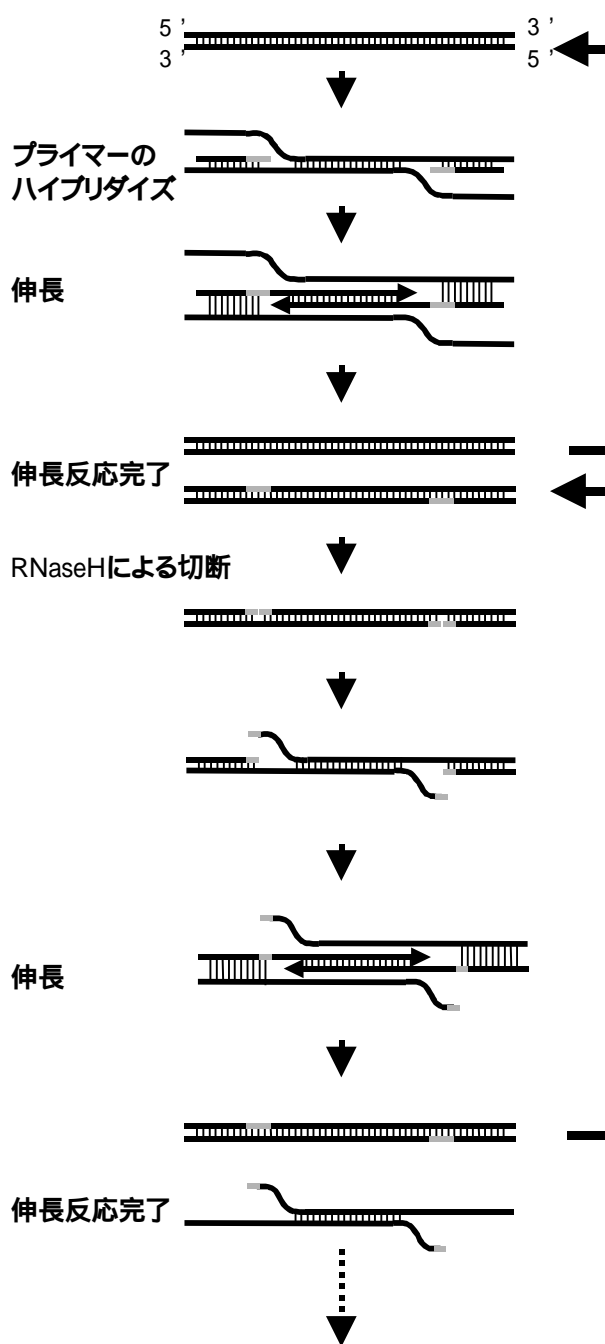 5 ' 3 '
3 ' 5 '
プライマーの
ハイブリダイズ
伸長
伸長反応完了
RNaseHによる切断
伸長
伸長反応完了